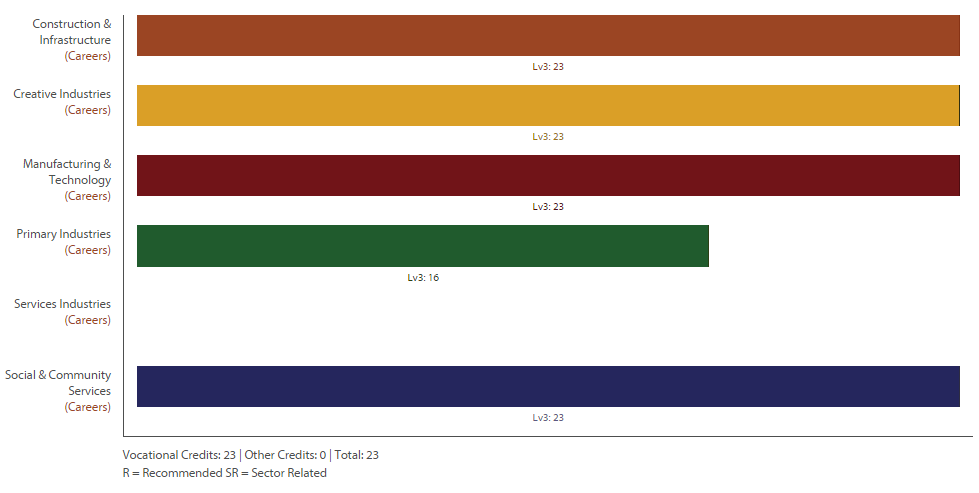 Construction &
Infrastructure
(Careers)
Lv3: 23
Creative Industries
(Careers)
Lv3: 23
Manufacturing &
Technology
(Careers)
Lv3: 23
Primary Industries
(Careers)
Lv3: 16
Services Industries
(Careers)
Social & Community
Services
(Careers)
Lv3: 23
Vocational Credits: 23 | Other Credits: 0 | Total: 23
R = Recommended SR = Sector Related